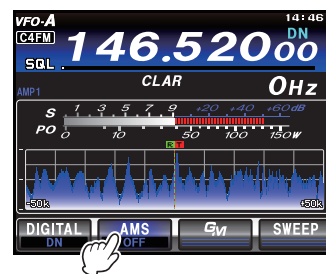 VFO-A 14:46
C4FM 146.520 00 DN
SQL
CLAR
AMP1 0Hz
S 1 3 5 7 9 +20 +40 +60dB
PO 0 10 50 100 150W
R T
-50k +50k
DIGITAL AMS GM SWEEP
DN OFF